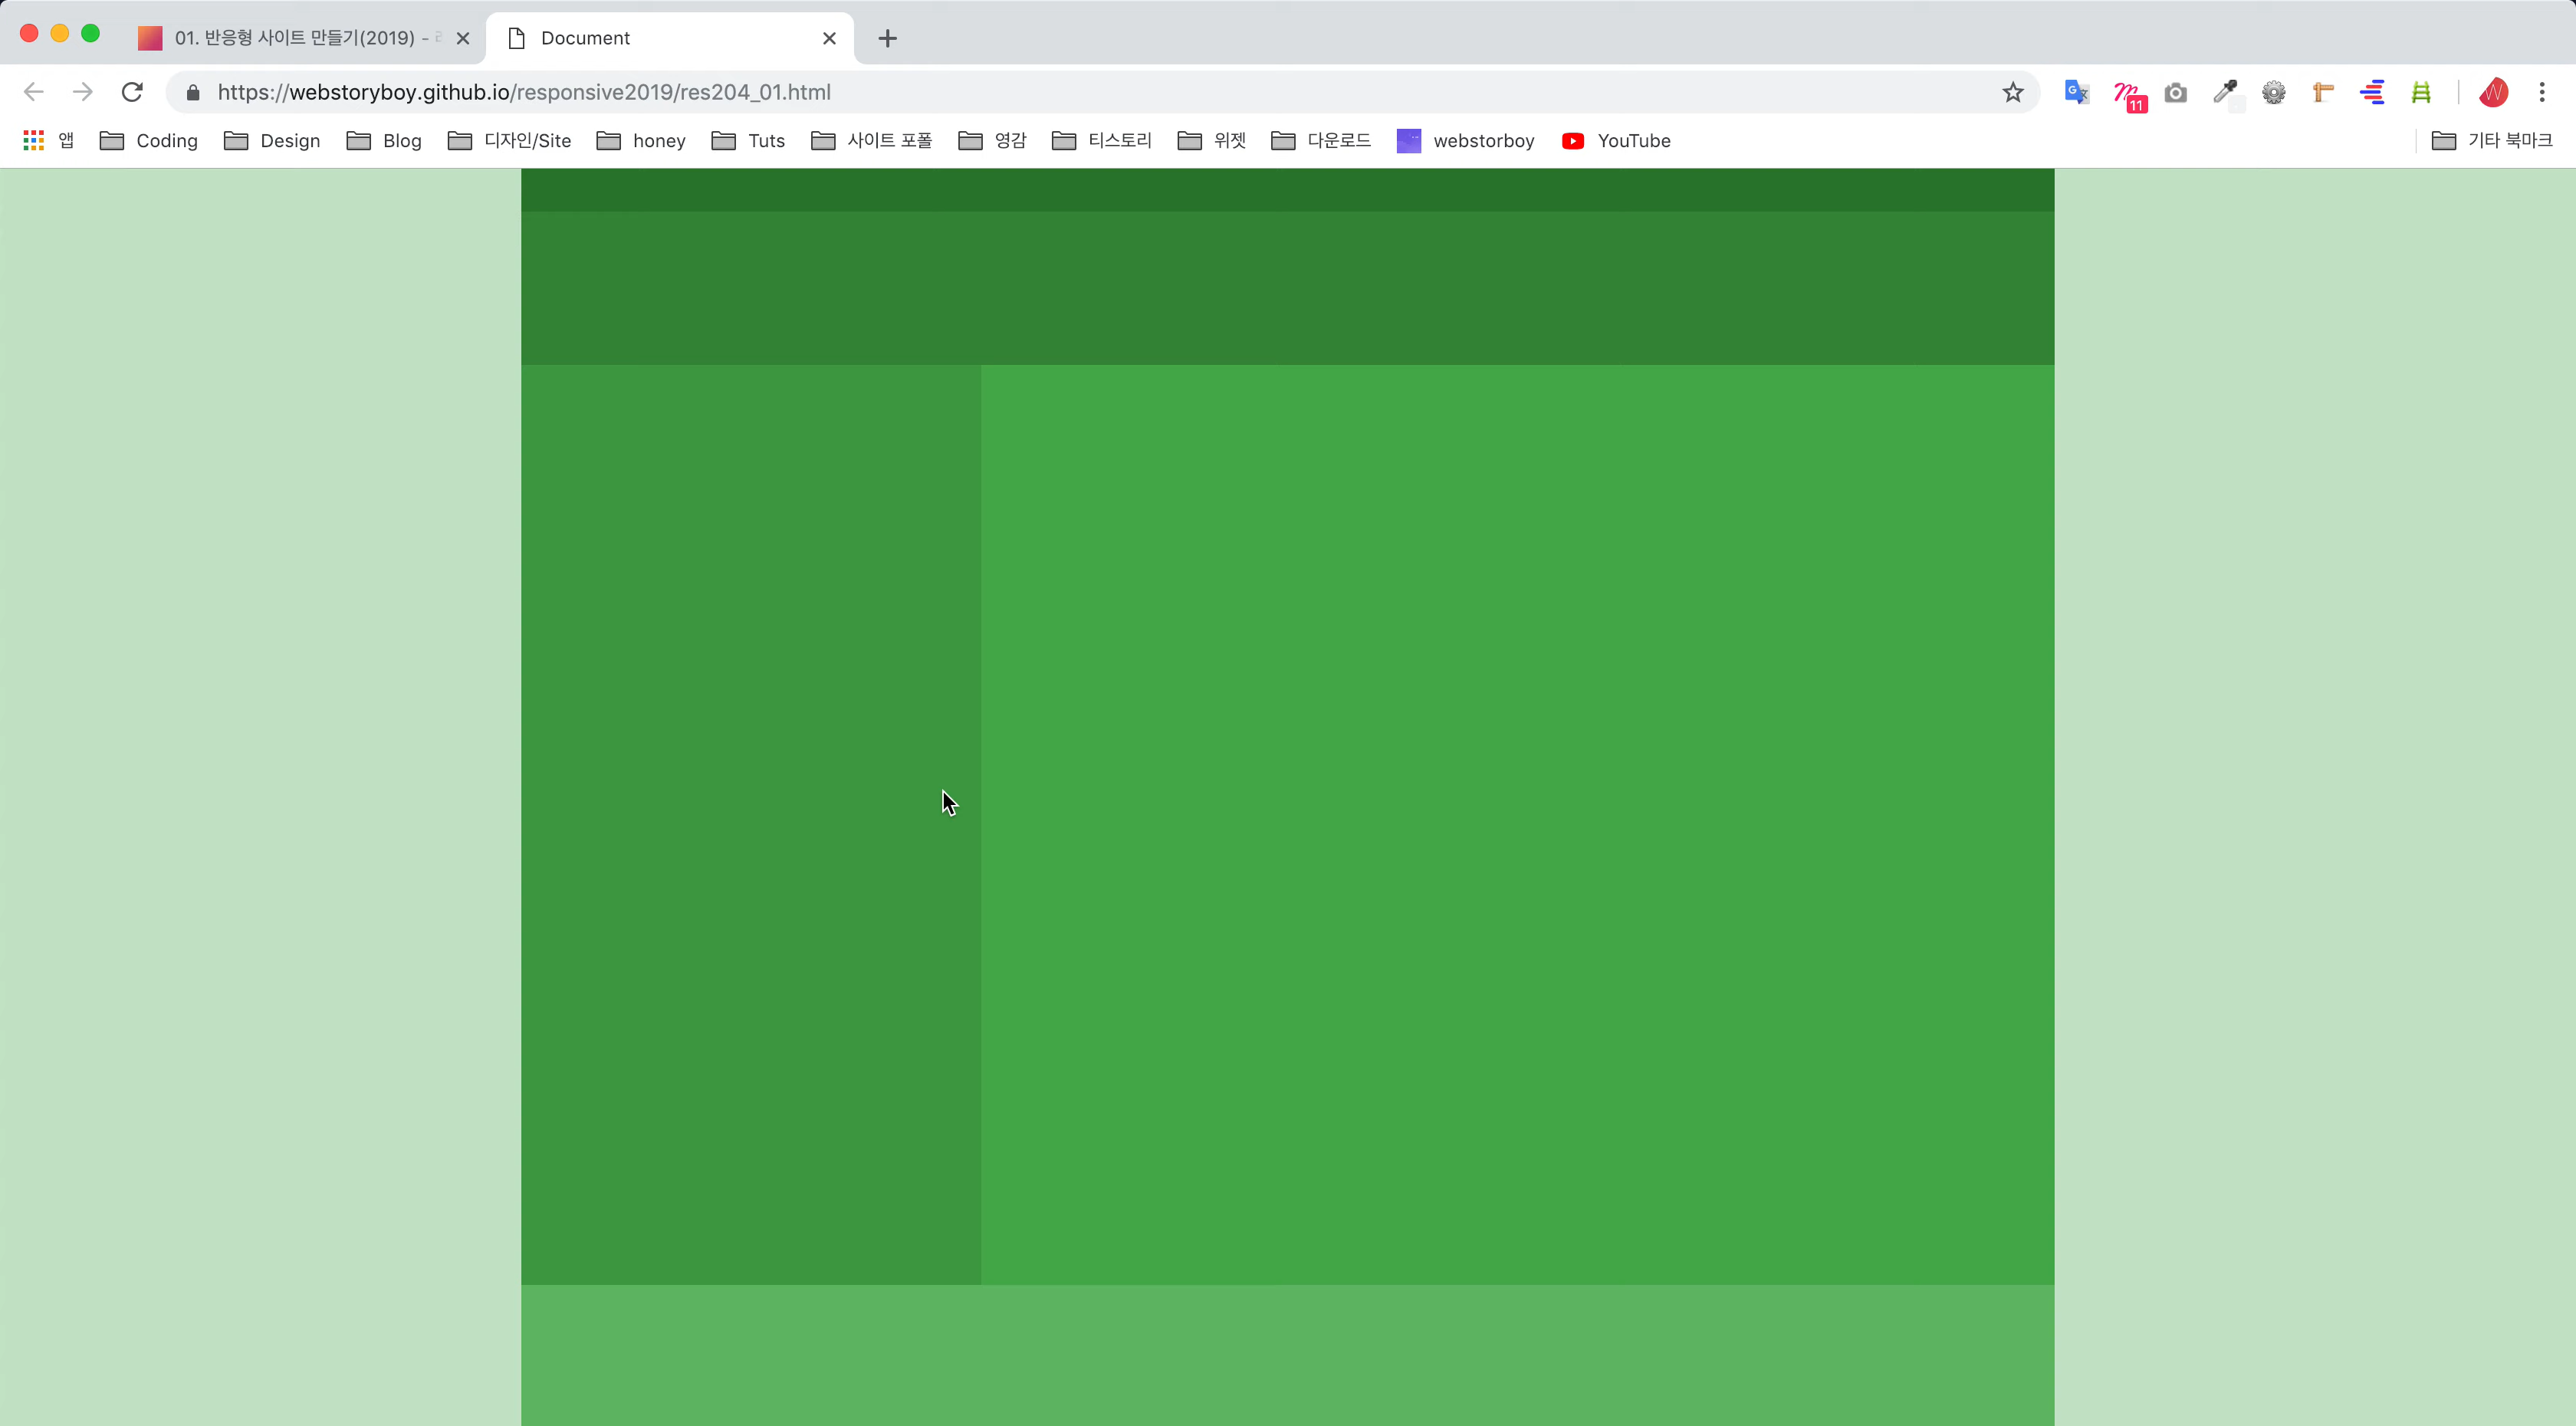 01. 반응형 사이트 만들기(2019) -
Document
https://webstoryboy.github.io/responsive2019/res204_01.html
11
앱 Coding Design Blog 디자인/Site honey Tuts 사이트 포폴 영감 티스토리 위젯 다운로드 webstorboy YouTube 기타 북마크